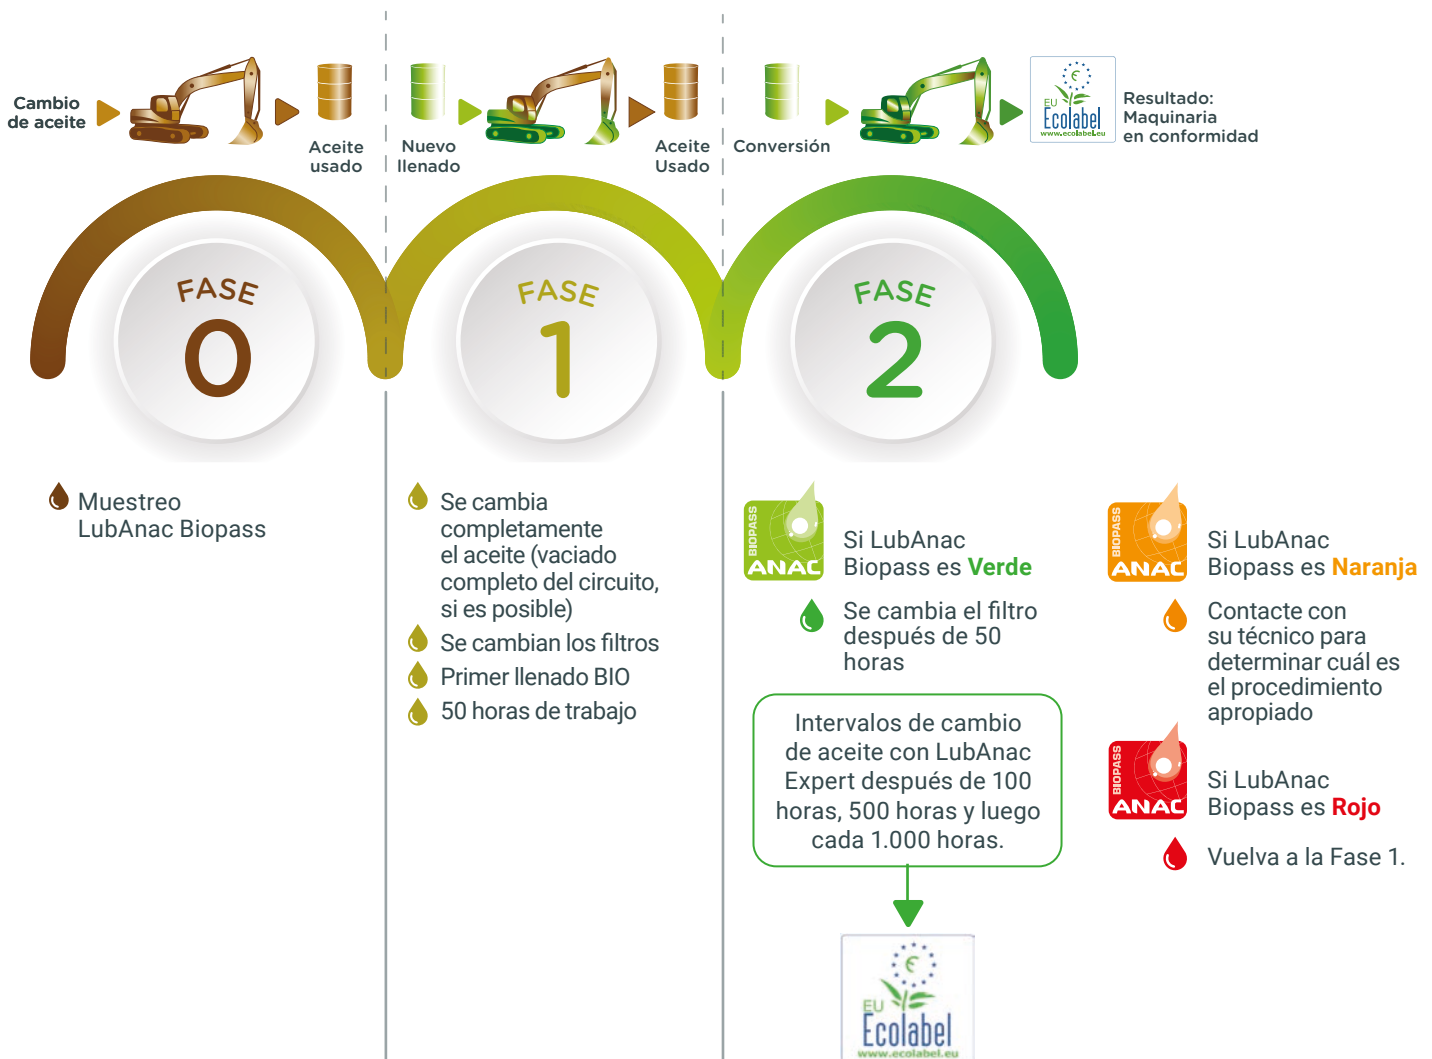 Cambio
de aceite
Aceite
usado
Nuevo
llenado
Aceite
Usado
Conversión
EU
Ecolabel
www.ecolabel.eu
Resultado:
Maquinaria
en conformidad
FASE
0
FASE
1
FASE
2
Muestreo
LubAnac Biopass
Se cambia
completamente
el aceite (vaciado
completo del circuito,
si es posible)
Se cambian los filtros
Primer llenado BIO
50 horas de trabajo
BIOPASS
ANAC
Si LubAnac
Biopass es Verde
Se cambia el filtro
después de 50
horas
Intervalos de cambio
de aceite con LubAnac
Expert después de 100
horas, 500 horas y luego
cada 1.000 horas.
EU
Ecolabel
www.ecolabel.eu
BIOPASS
ANAC
Si LubAnac
Biopass es Naranja
Contacte con
su técnico para
determinar cuál es
el procedimiento
apropiado
BIOPASS
ANAC
Si LubAnac
Biopass es Rojo
Vuelva a la Fase 1.